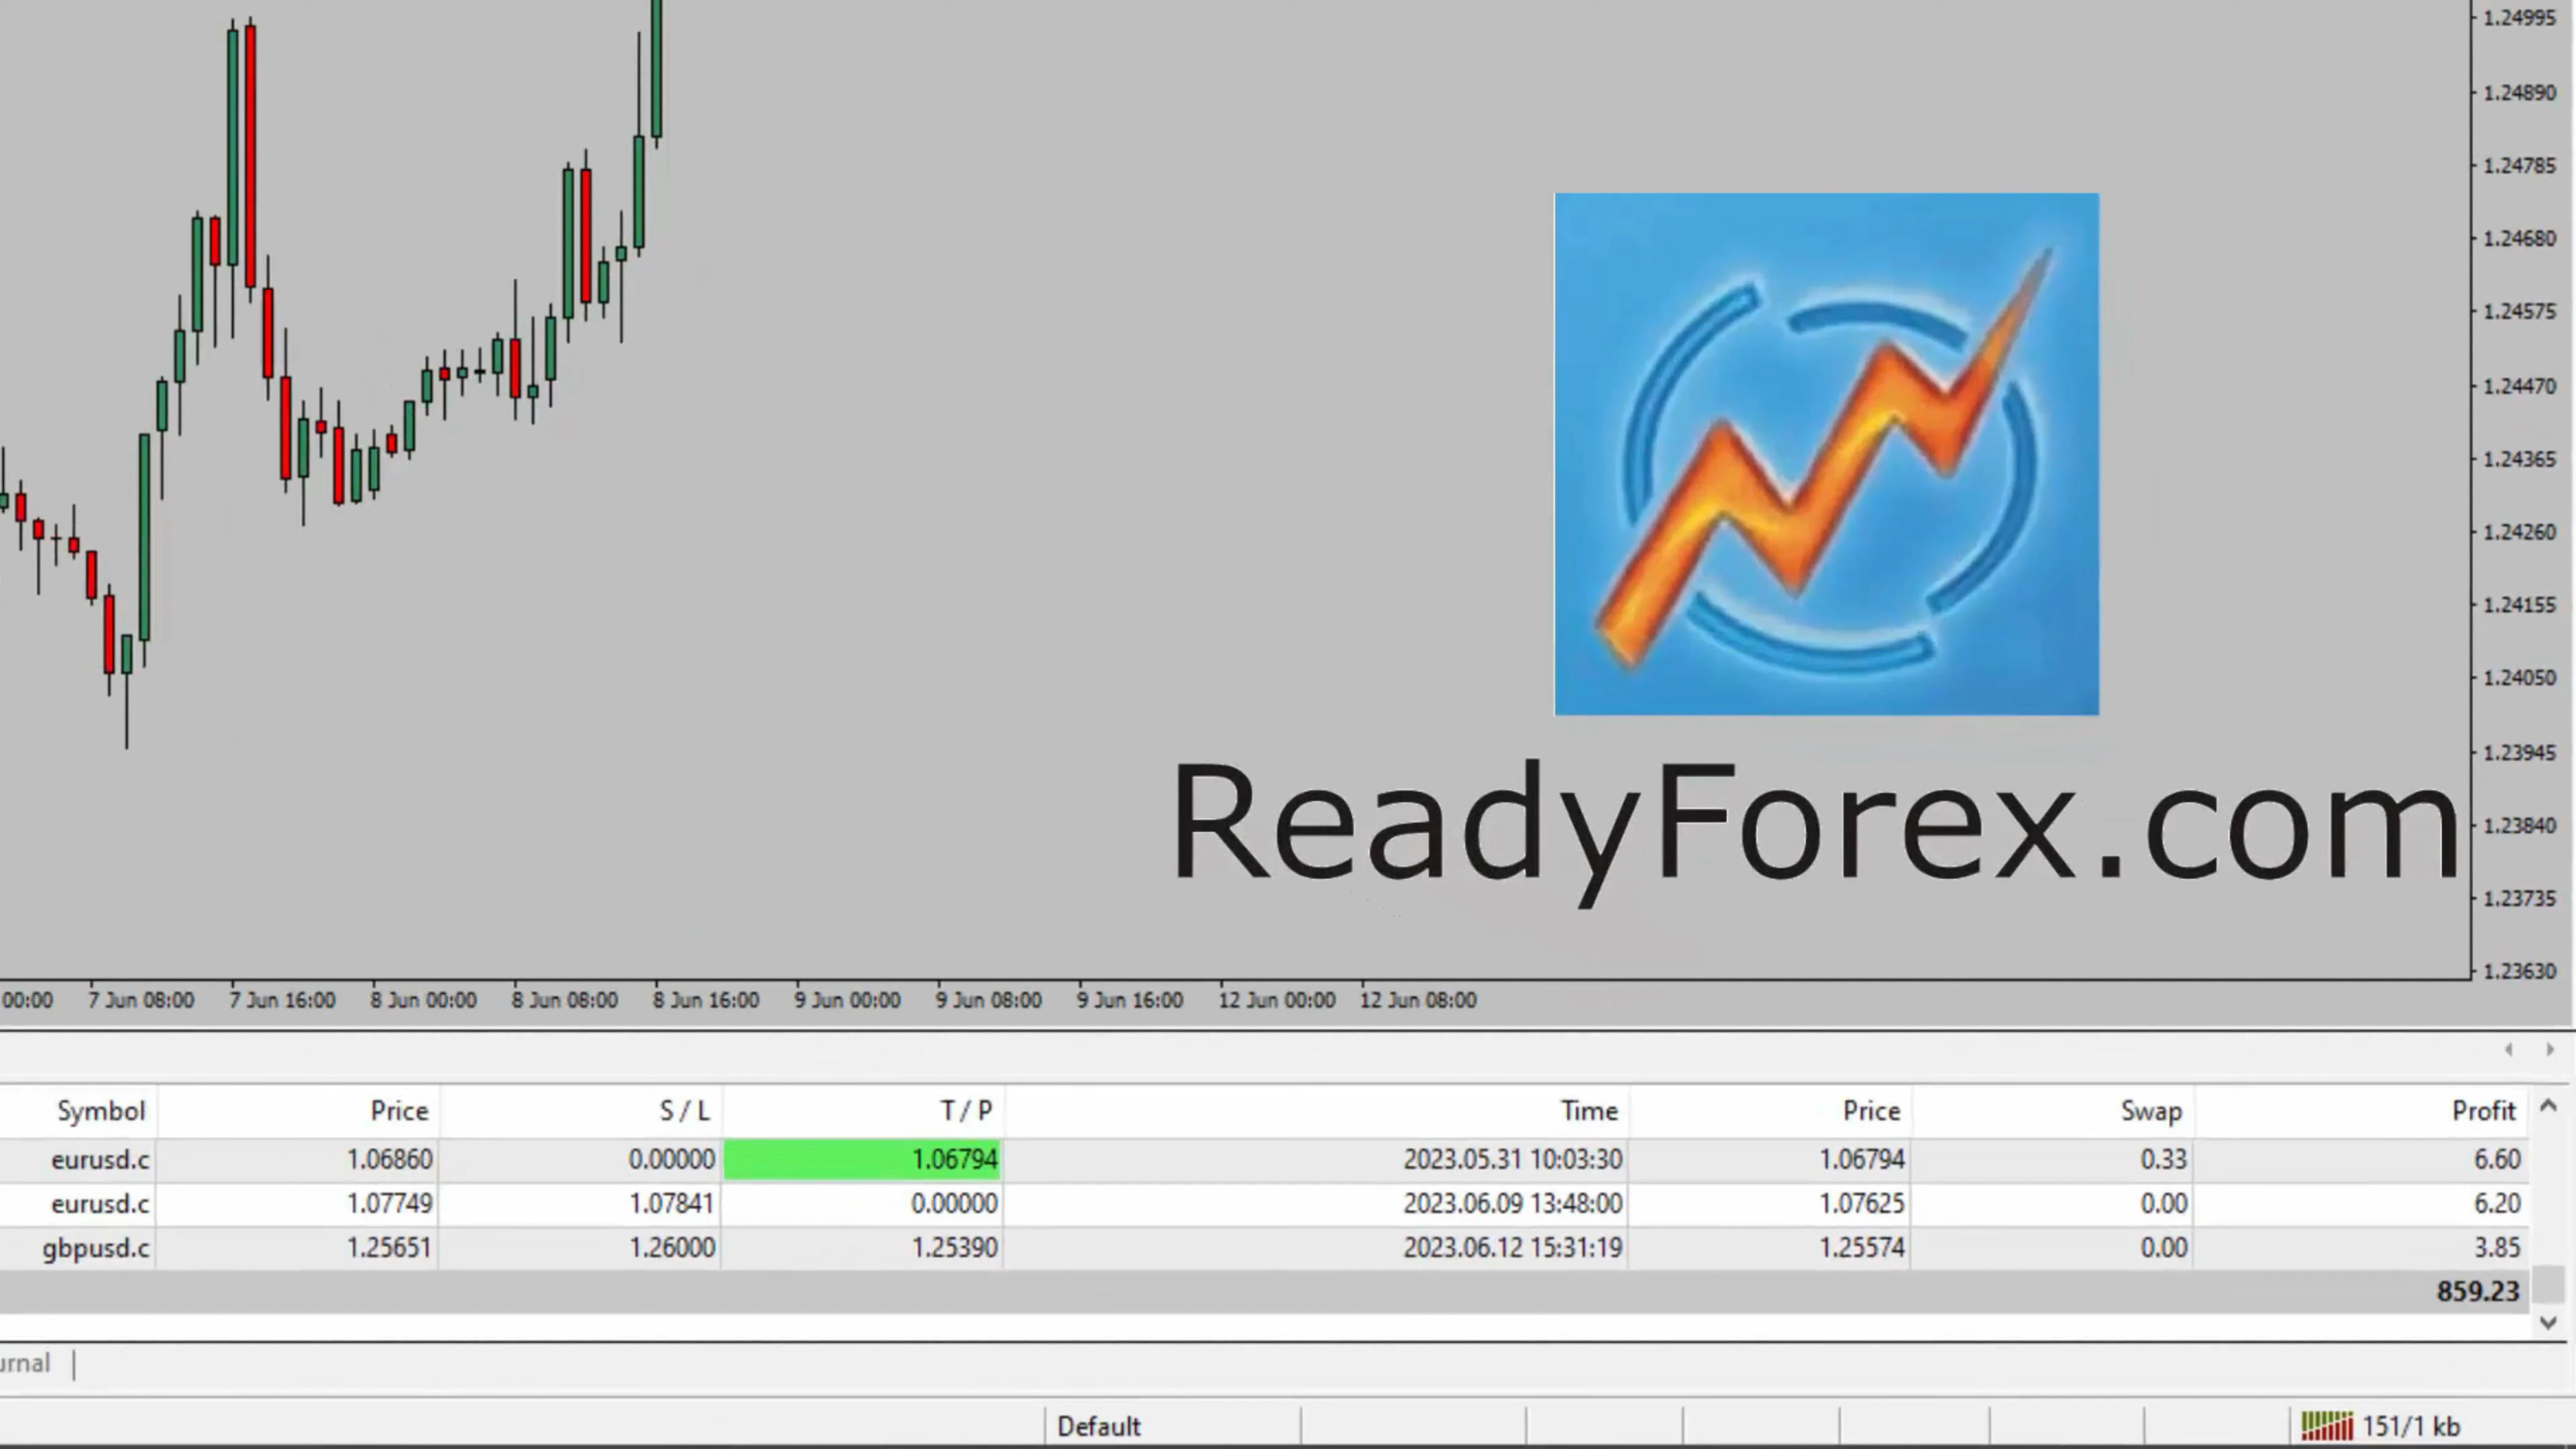 1.24995
1.24890
1.24785
1.24680
1.24575
1.24470
1.24365
1.24260
1.24155
1.24050
1.23945
1.23840
1.23735
1.23630
ReadyForex.com
00:00 7 Jun 08:00 7 Jun 16:00 8 Jun 00:00 8 Jun 08:00 8 Jun 16:00 9 Jun 00:00 9 Jun 08:00 9 Jun 16:00 12 Jun 00:00 12 Jun 08:00
Symbol Price S / L T / P Time Price Swap Profit
eurusd.c 1.06860 0.00000 1.06794 2023.05.31 10:03:30 1.06794 0.33 6.60
eurusd.c 1.07749 1.07841 0.00000 2023.06.09 13:48:00 1.07625 0.00 6.20
gbpusd.c 1.25651 1.26000 1.25390 2023.06.12 15:31:19 1.25574 0.00 3.85
859.23
urnal
Default 151/1 kb